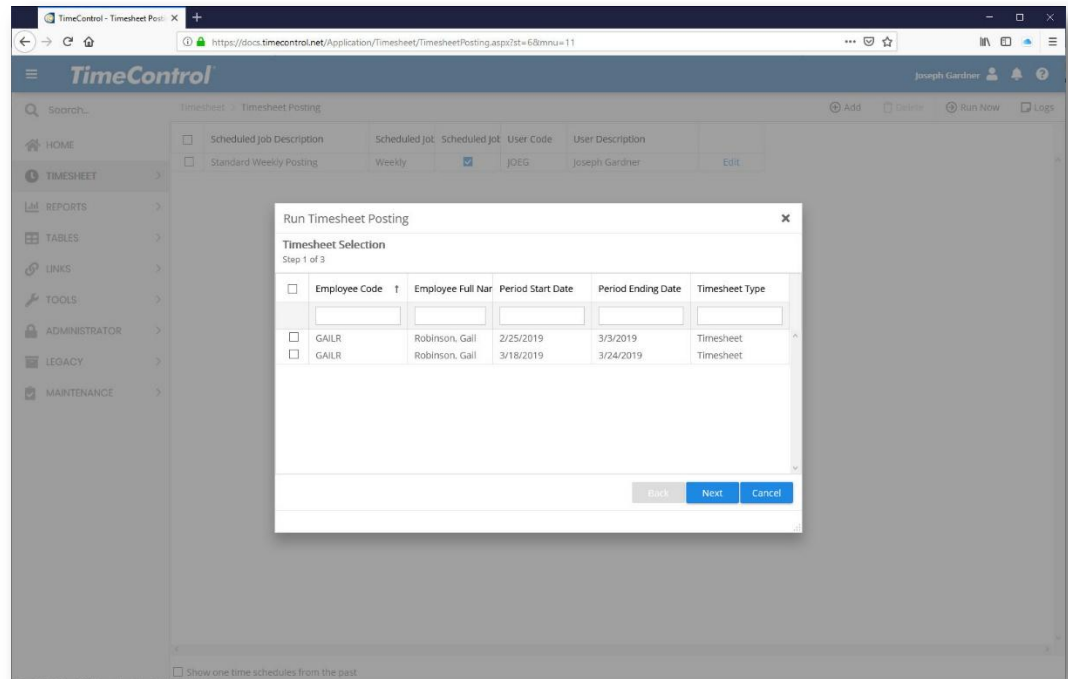 TimeControl - Timesheet Posti
https://docs.timecontrol.net/Application/Timesheet/TimesheetPosting.aspx?st=6&mnu=11
TimeControl
Joseph Gardner
Search...
Timesheet > Timesheet Posting
Add
Delete
Run Now
Logs
HOME
TIMESHEET
REPORTS
TABLES
LINKS
TOOLS
ADMINISTRATOR
LEGACY
MAINTENANCE
Scheduled Job Description Scheduled Job Scheduled Job User Code User Description
Standard Weekly Posting Weekly JOEG Joseph Gardner Edit
Run Timesheet Posting
Timesheet Selection
Step 1 of 3
Employee Code ↑ Employee Full Nar Period Start Date Period Ending Date Timesheet Type
GAILR Robinson, Gail 2/25/2019 3/3/2019 Timesheet
GAILR Robinson, Gail 3/18/2019 3/24/2019 Timesheet
Back Next Cancel
Show one time schedules from the past